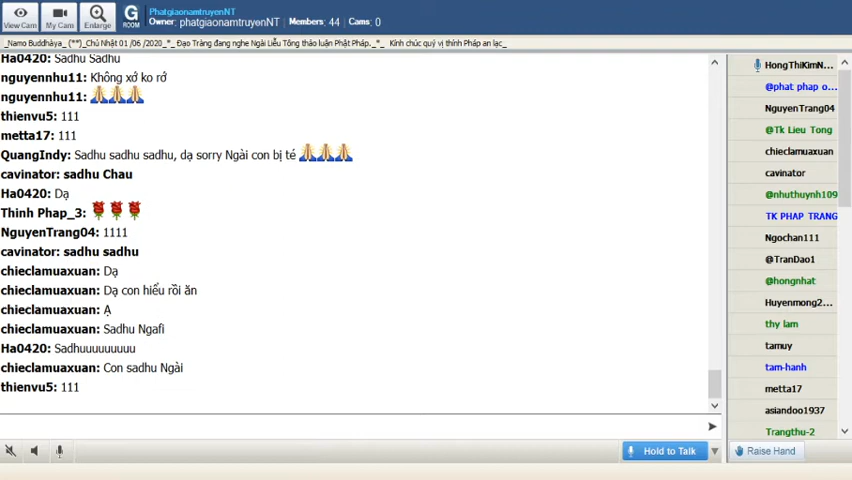 View Cam
My Cam
Enlarge
G ROOM
PhatgiaonamtruyenNT
Owner: phatgiaonamtruyenNT Members: 44 Cams: 0
_Namo Buddhàya_ (**)_Chủ Nhật 01 /06 /2020_*_ Đạo Tràng đang nghe Ngài Liễu Tông thảo luận Phật Pháp._*_ Kính chúc quý vị thính Pháp an lạc_
Ha0420: Sadhu Sadhu
nguyennhu11: Không xớ ko rớ
nguyennhu11:
thienvu5: 111
metta17: 111
QuangIndy: Sadhu sadhu sadhu, dạ sorry Ngài con bị té
cavinator: sadhu Chau
Ha0420: Dạ
Thinh Phap_3:
NguyenTrang04: 1111
cavinator: sadhu sadhu
chieclamuaxuan: Dạ
chieclamuaxuan: Dạ con hiểu rồi ăn
chieclamuaxuan: Ạ
chieclamuaxuan: Sadhu Ngafi
Ha0420: Sadhuuuuuuuuu
chieclamuaxuan: Con sadhu Ngài
thienvu5: 111
HongThiKimN...
@phat phap o...
NguyenTrang04
@Tk Lieu Tong
chieclamuaxuan
cavinator
@nhuthuynh109
TK PHAP TRANG
Ngochan111
@TranDao1
@hongnhat
Huyenmong2...
thy lam
tamuy
tam-hanh
metta17
asiandoo1937
Trangthu-2
Hold to Talk
Raise Hand